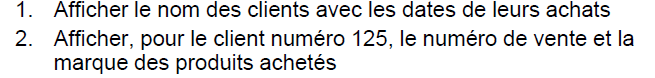 1. Afficher le nom des clients avec les dates de leurs achats
2. Afficher, pour le client numéro 125, le numéro de vente et la
marque des produits achetés